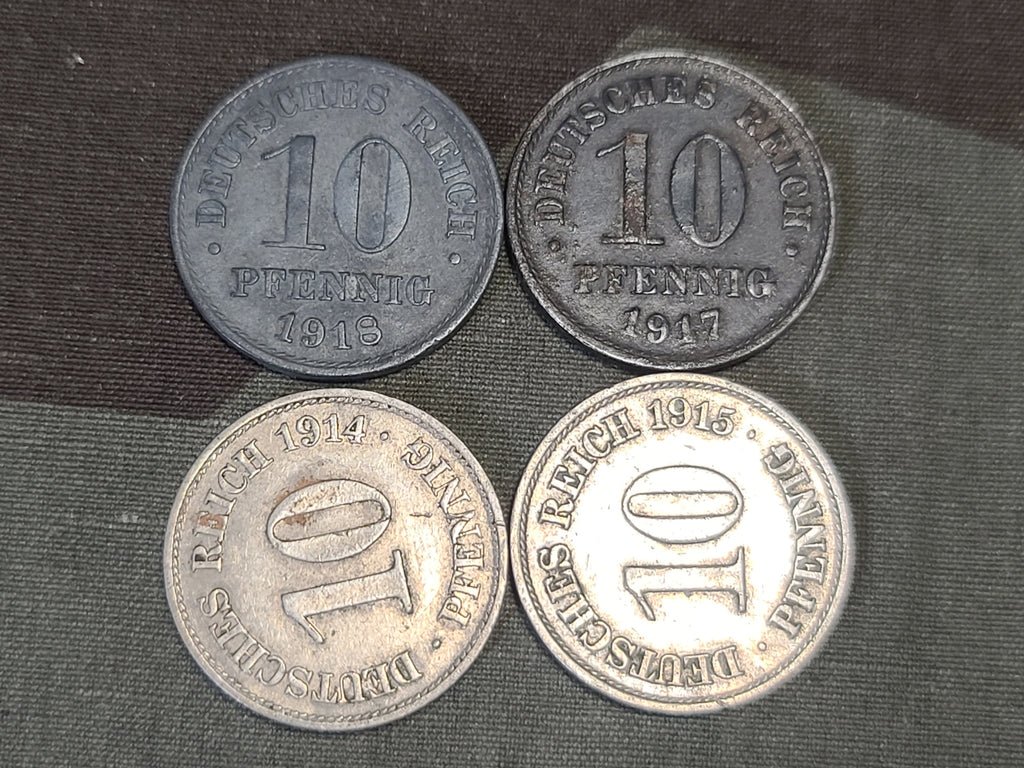 DEUTSCHES REICH
10
PFENNIG
1918
DEUTSCHES REICH
10
PFENNIG
1917
DEUTSCHES REICH 1914 · PFENNIG ·
10
DEUTSCHES REICH 1915 · PFENNIG ·
10